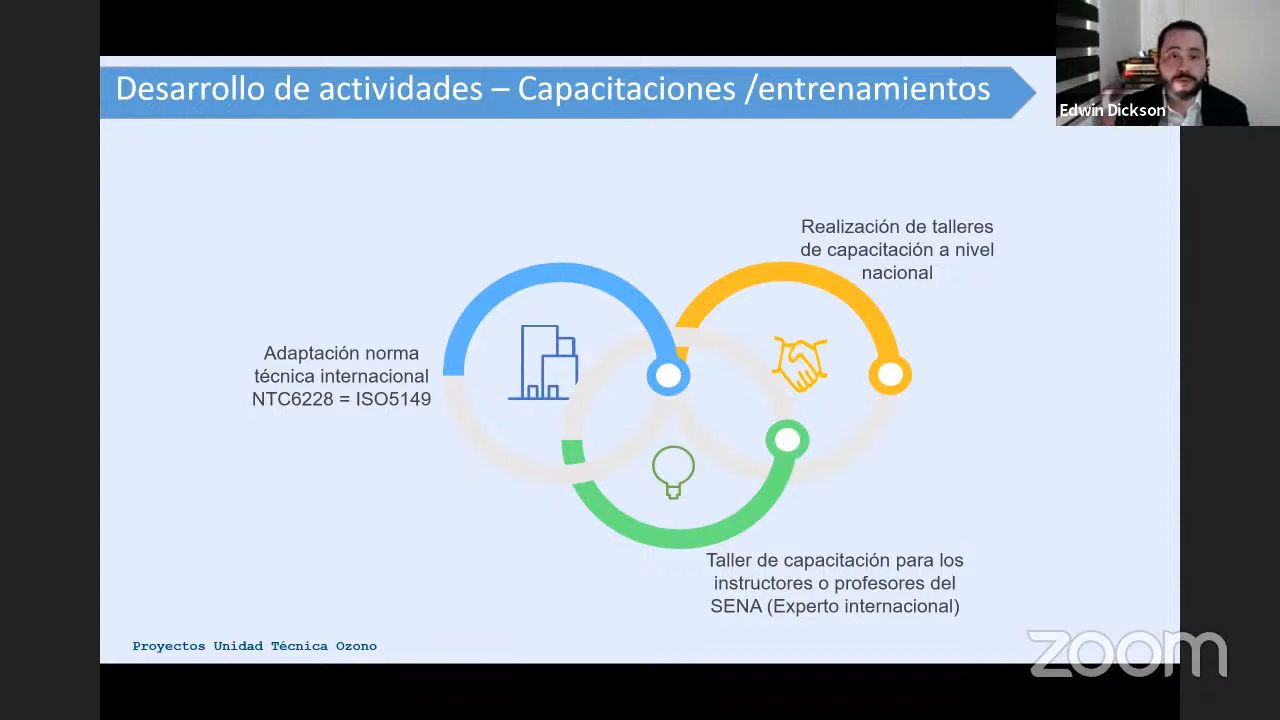 Desarrollo de actividades – Capacitaciones /entrenamientos
Edwin Dickson
Realización de talleres
de capacitación a nivel
nacional
Adaptación norma
técnica internacional
NTC6228 = ISO5149
Taller de capacitación para los
instructores o profesores del
SENA (Experto internacional)
Proyectos Unidad Técnica Ozono
zoom